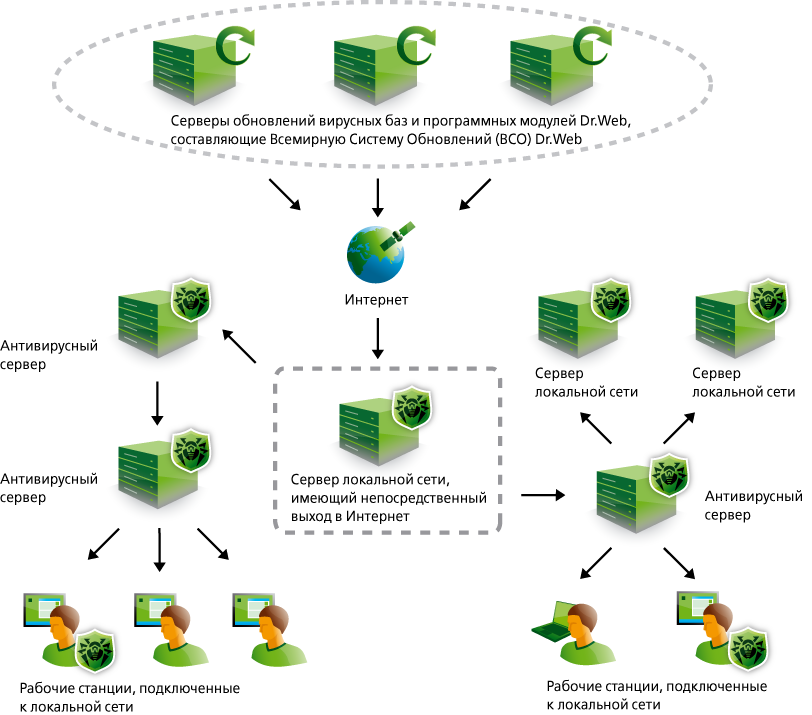 Серверы обновлений вирусных баз и программных модулей Dr.Web,
составляющие Всемирную Систему Обновлений (ВСО) Dr.Web
Интернет
Антивирусный
сервер
Сервер
локальной сети
Сервер
локальной сети
Антивирусный
сервер
Сервер локальной сети,
имеющий непосредственный
выход в Интернет
Антивирусный
сервер
Рабочие станции, подключенные
к локальной сети
Рабочие станции, подключенные
к локальной сети